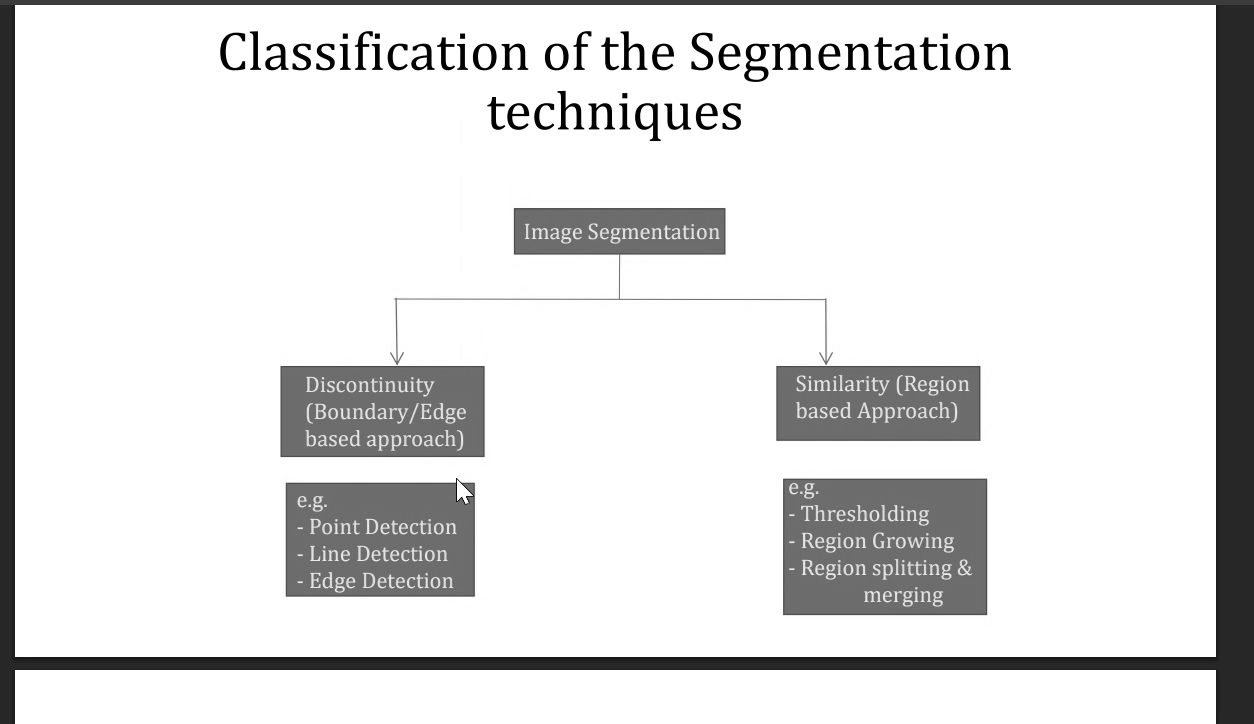 Classification of the Segmentation
techniques
Image Segmentation
Discontinuity
(Boundary/Edge
based approach)
Similarity (Region
based Approach)
e.g.
- Point Detection
- Line Detection
- Edge Detection
e.g.
- Thresholding
- Region Growing
- Region splitting &
merging